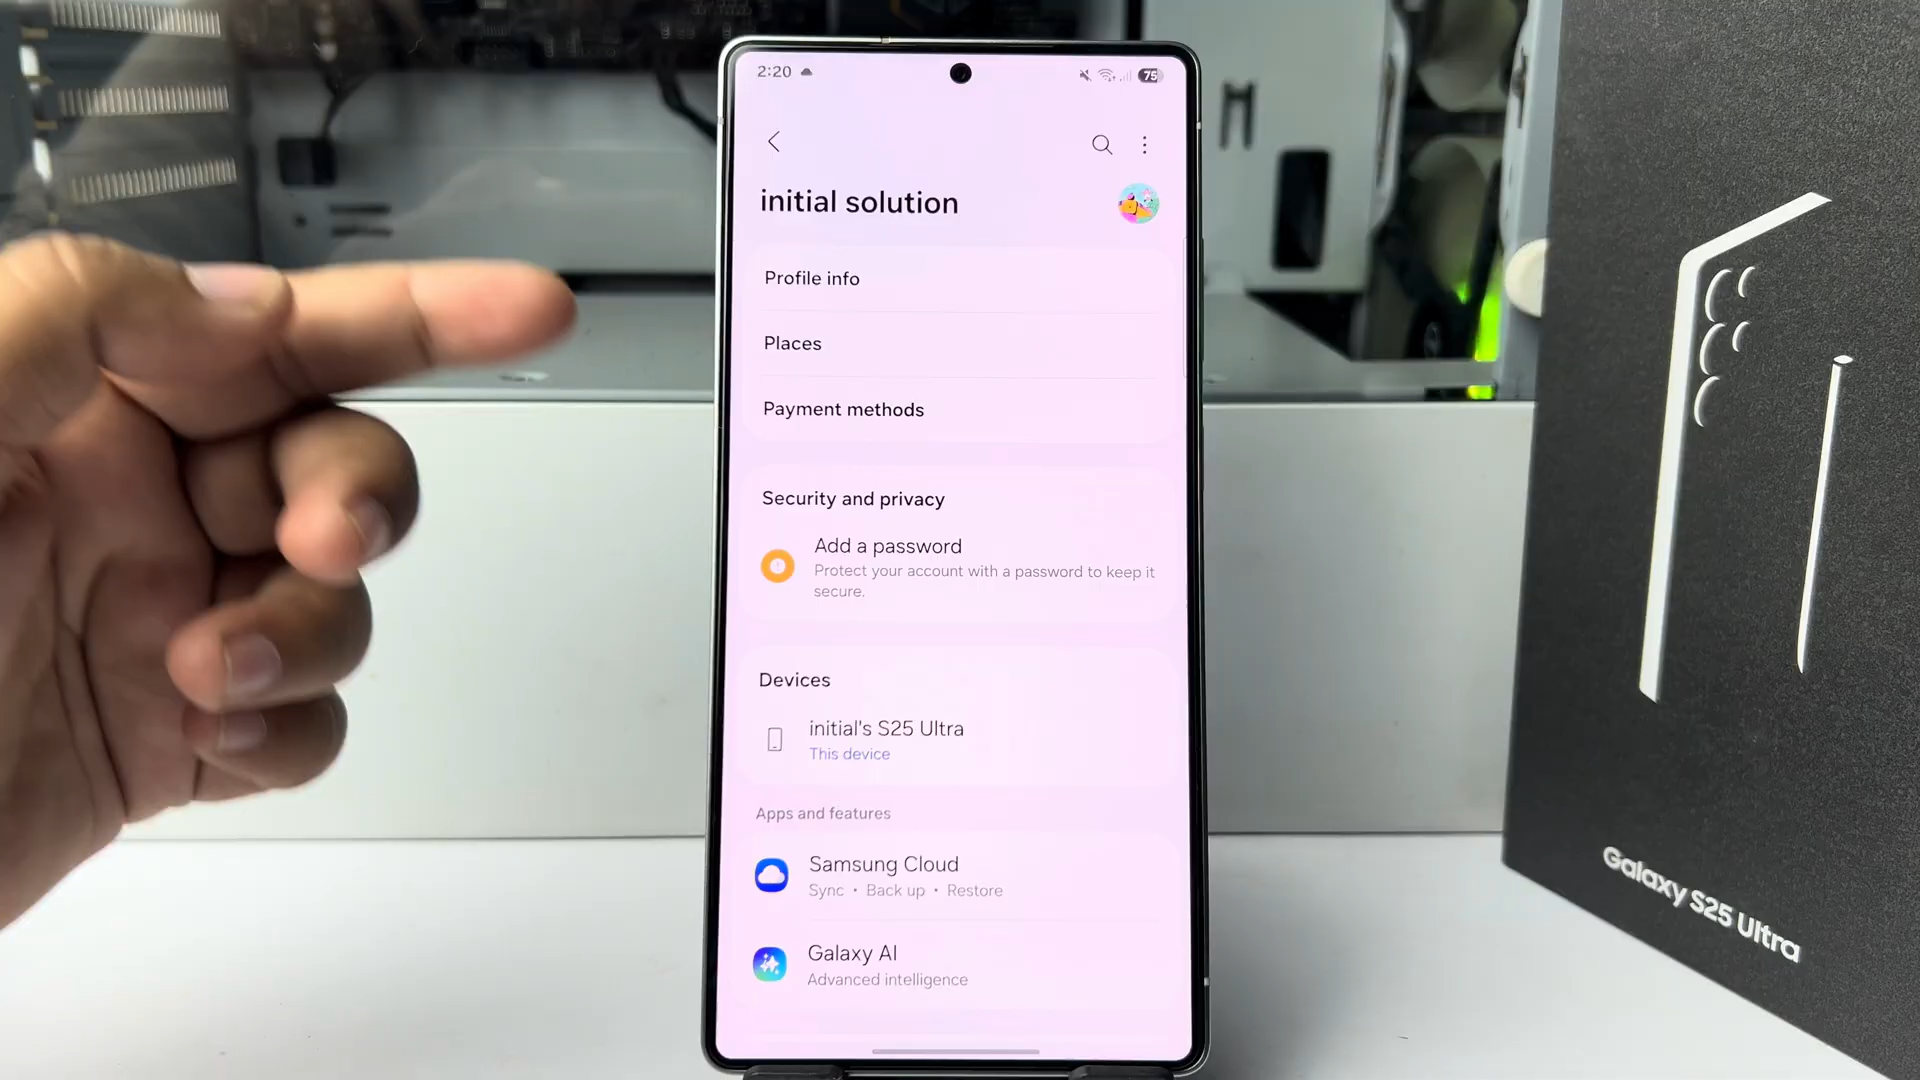 2:20
75
initial solution
Profile info
Places
Payment methods
Security and privacy
Add a password
Protect your account with a password to keep it
secure.
Devices
initial's S25 Ultra
This device
Apps and features
Samsung Cloud
Sync • Back up • Restore
Galaxy AI
Advanced intelligence
Galaxy S25 Ultra